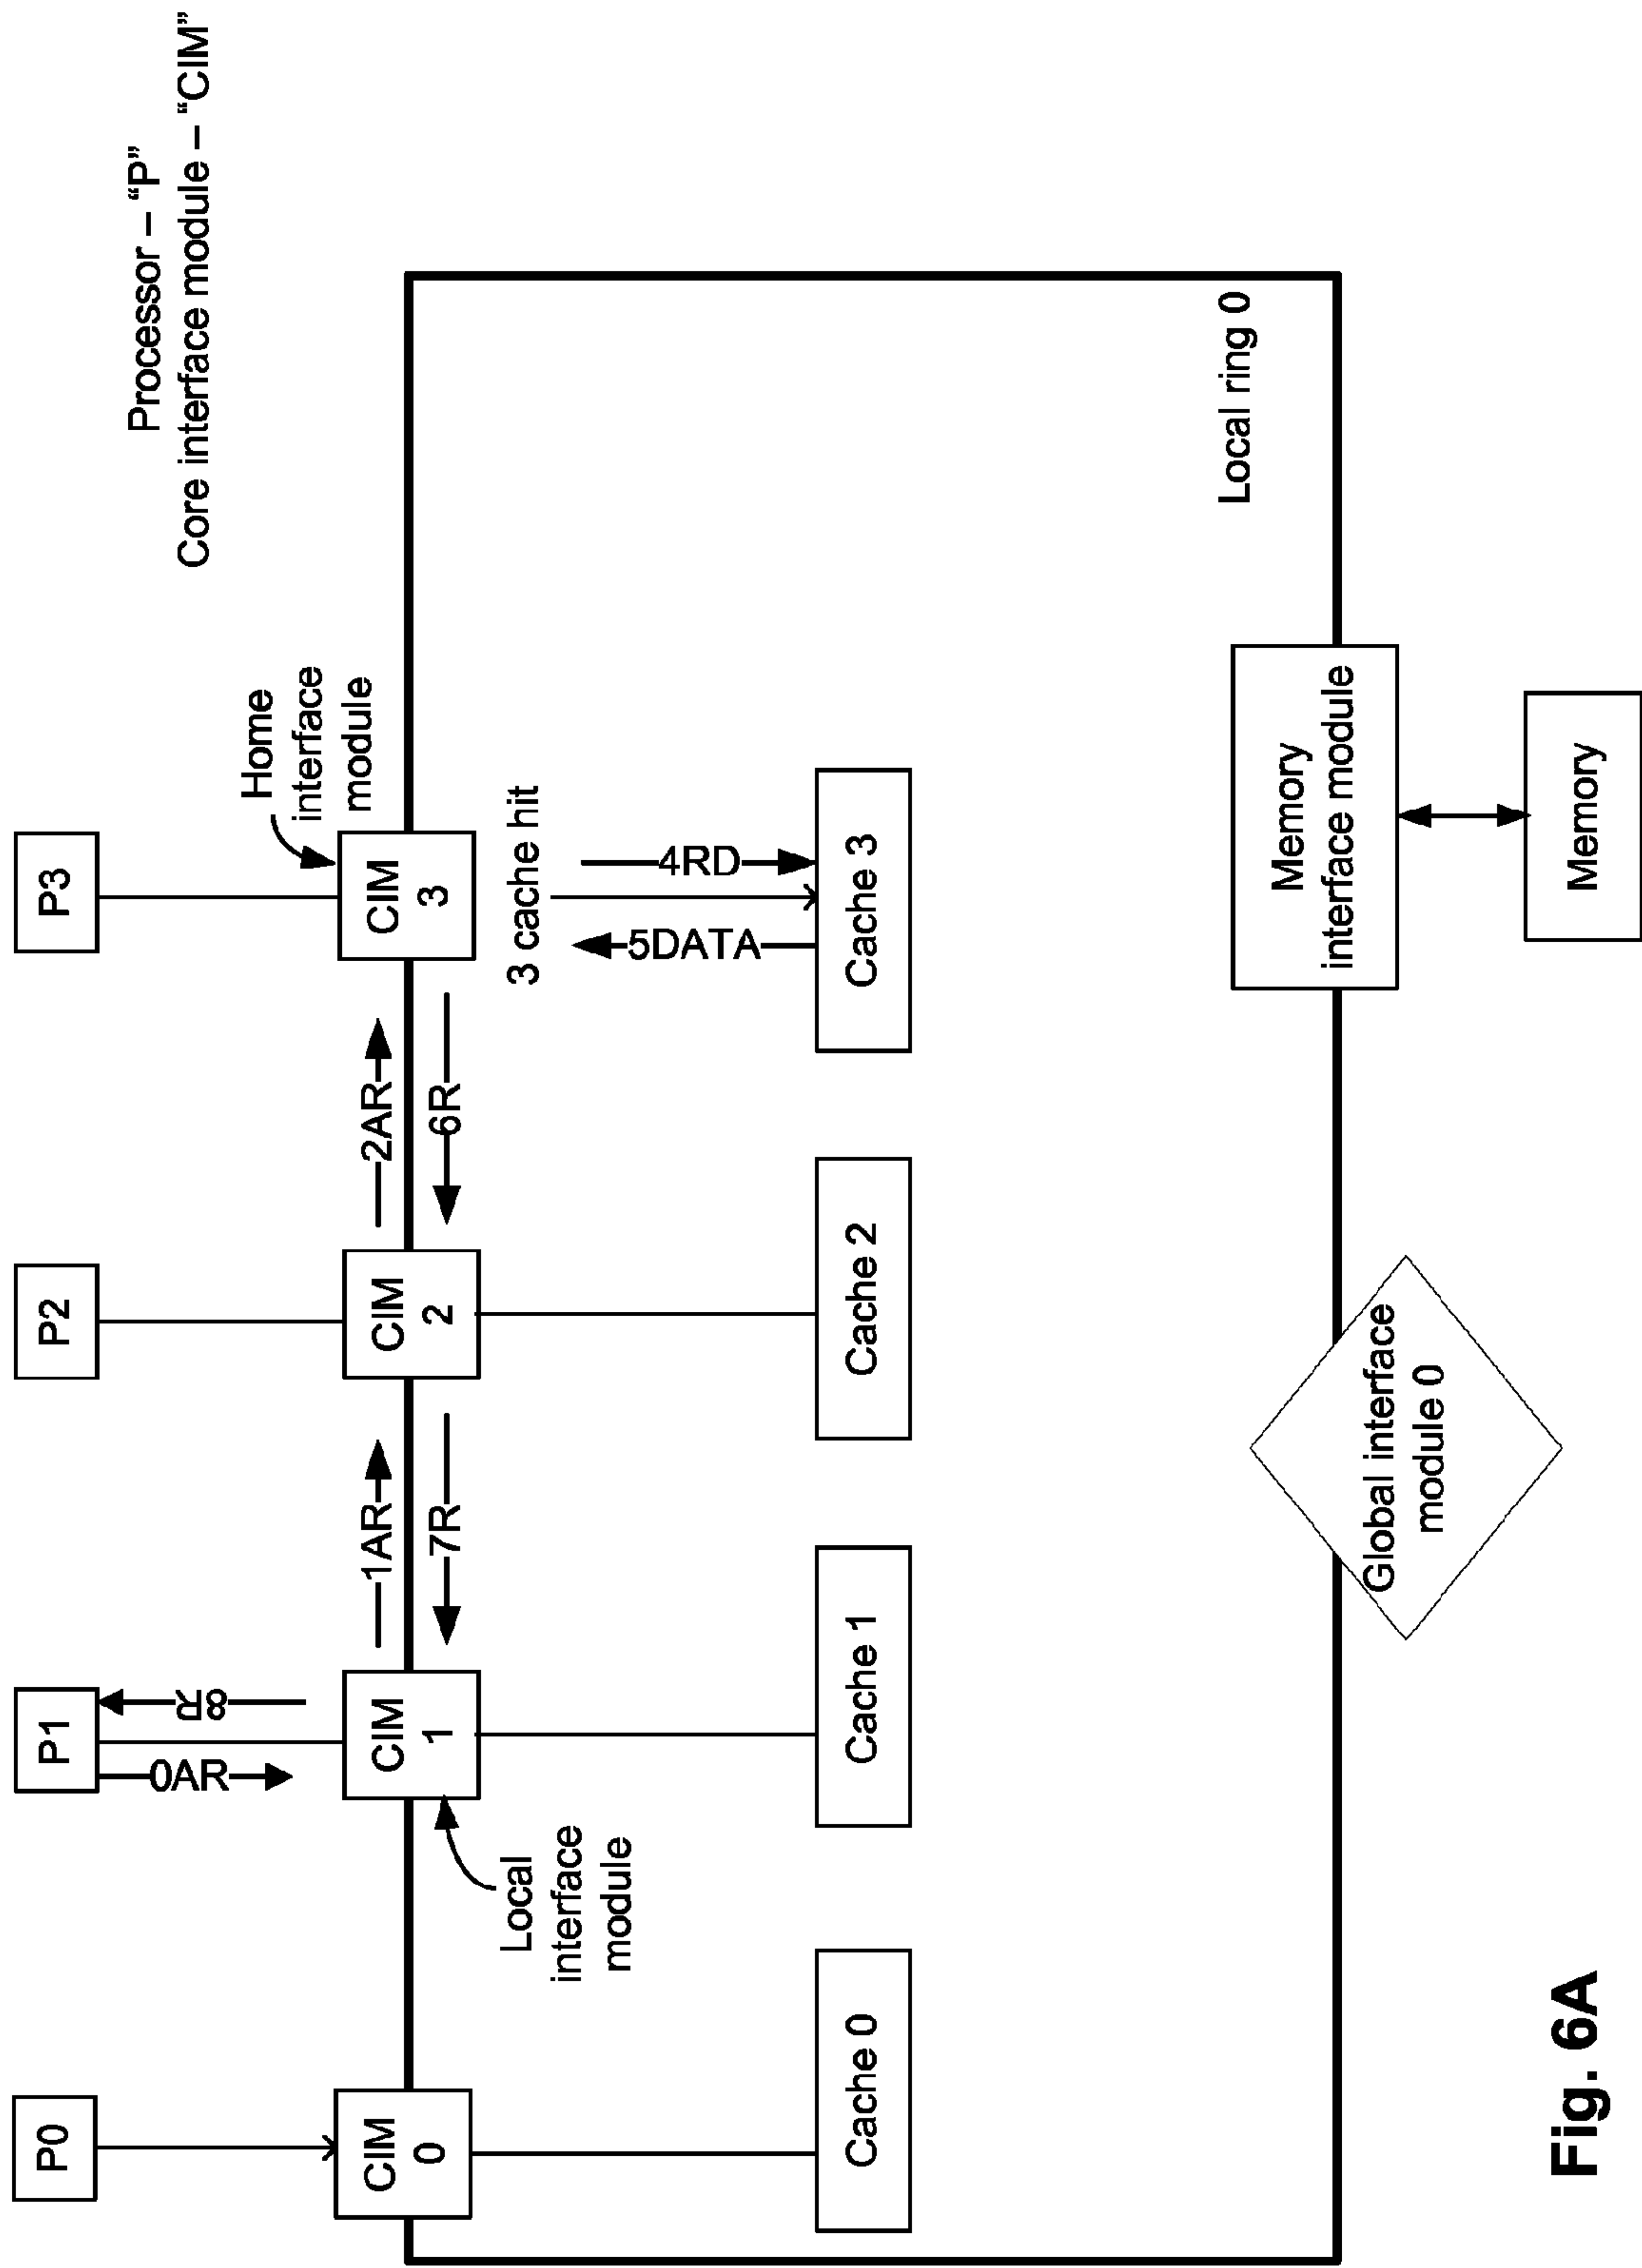 Processor – “P”
Core interface module – “CIM”
P0
P1
P2
P3
0AR
8R
Home
interface
module
CIM
0
CIM
1
CIM
2
CIM
3
1AR
2AR
7R
6R
Local
interface
module
3 cache hit
5DATA
4RD
Cache 0
Cache 1
Cache 2
Cache 3
Local ring 0
Global interface
module 0
Memory
interface module
Memory
Fig. 6A